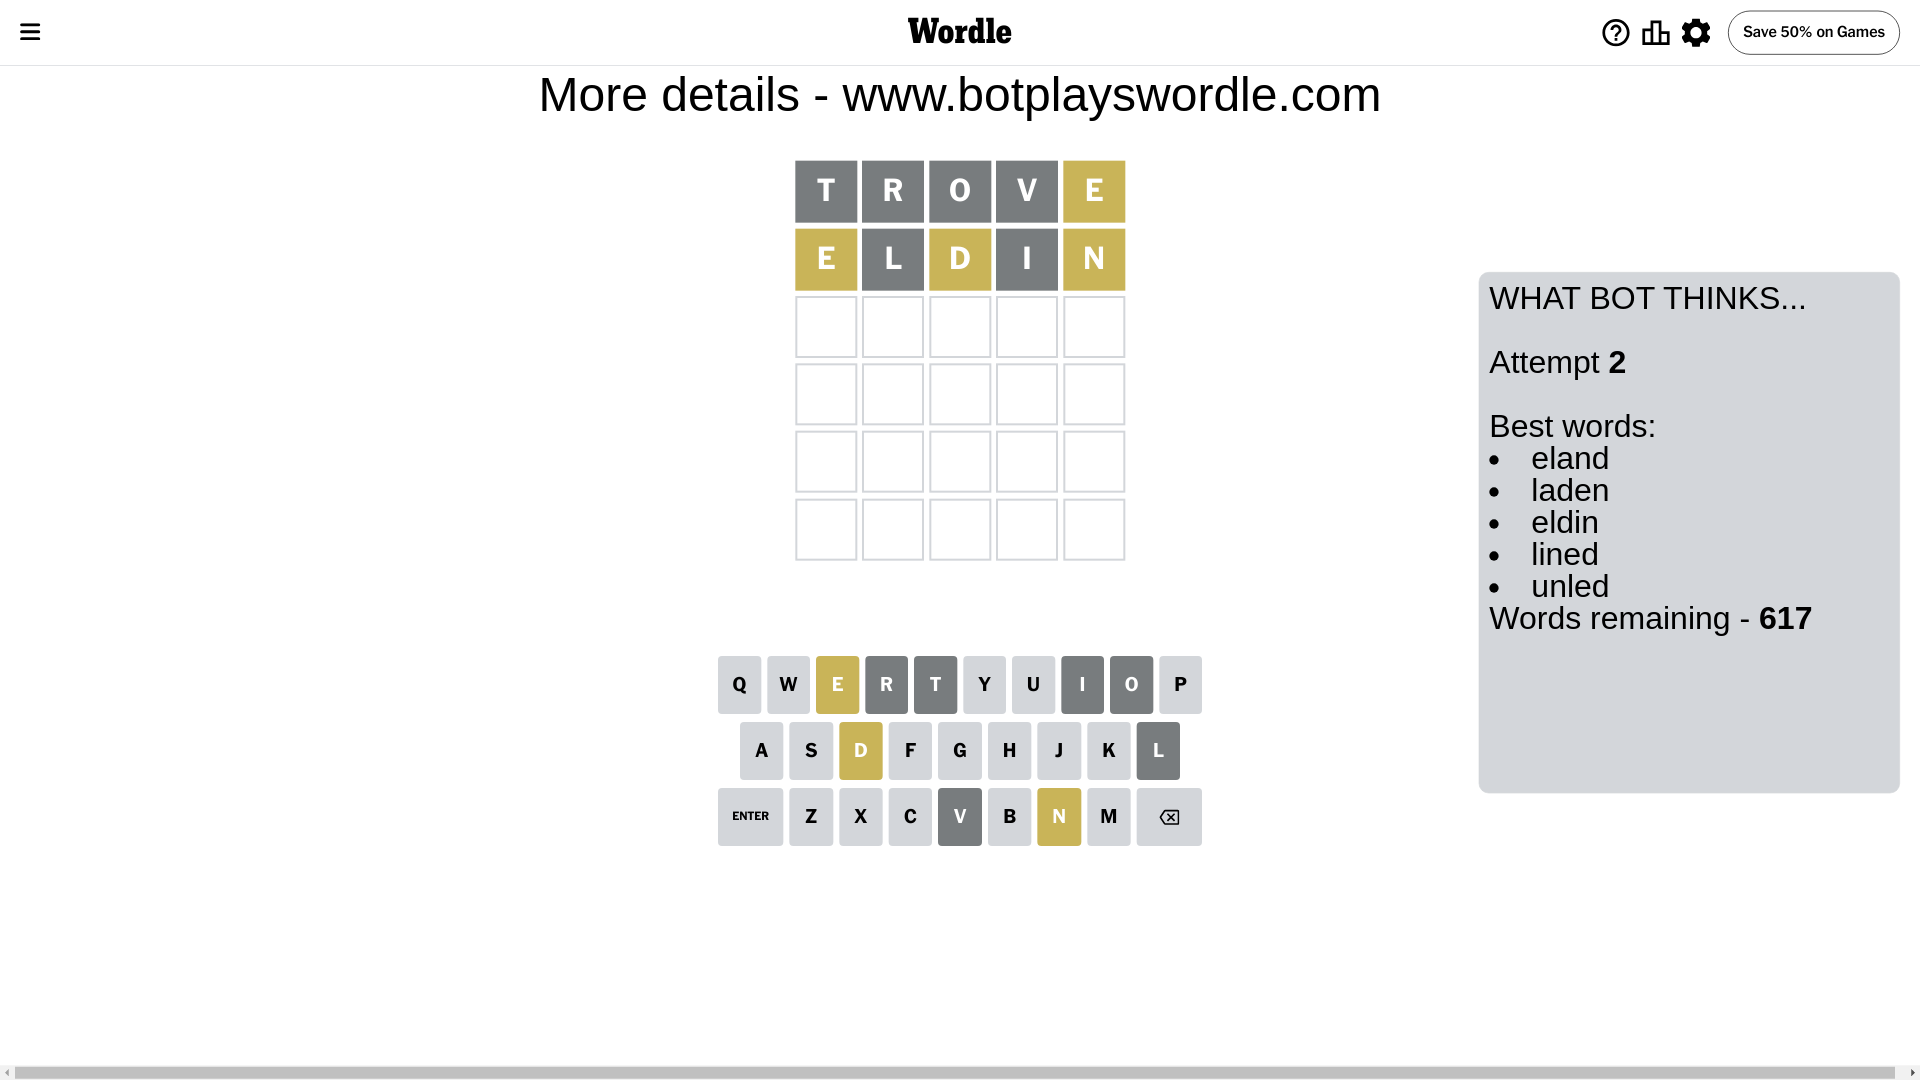 Wordle
Save 50% on Games
More details - www.botplayswordle.com
T R O V E
E L D I N
WHAT BOT THINKS...
Attempt 2
Best words:
• eland
• laden
• eldin
• lined
• unled
Words remaining - 617
Q W E R T Y U I O P
A S D F G H J K L
ENTER Z X C V B N M